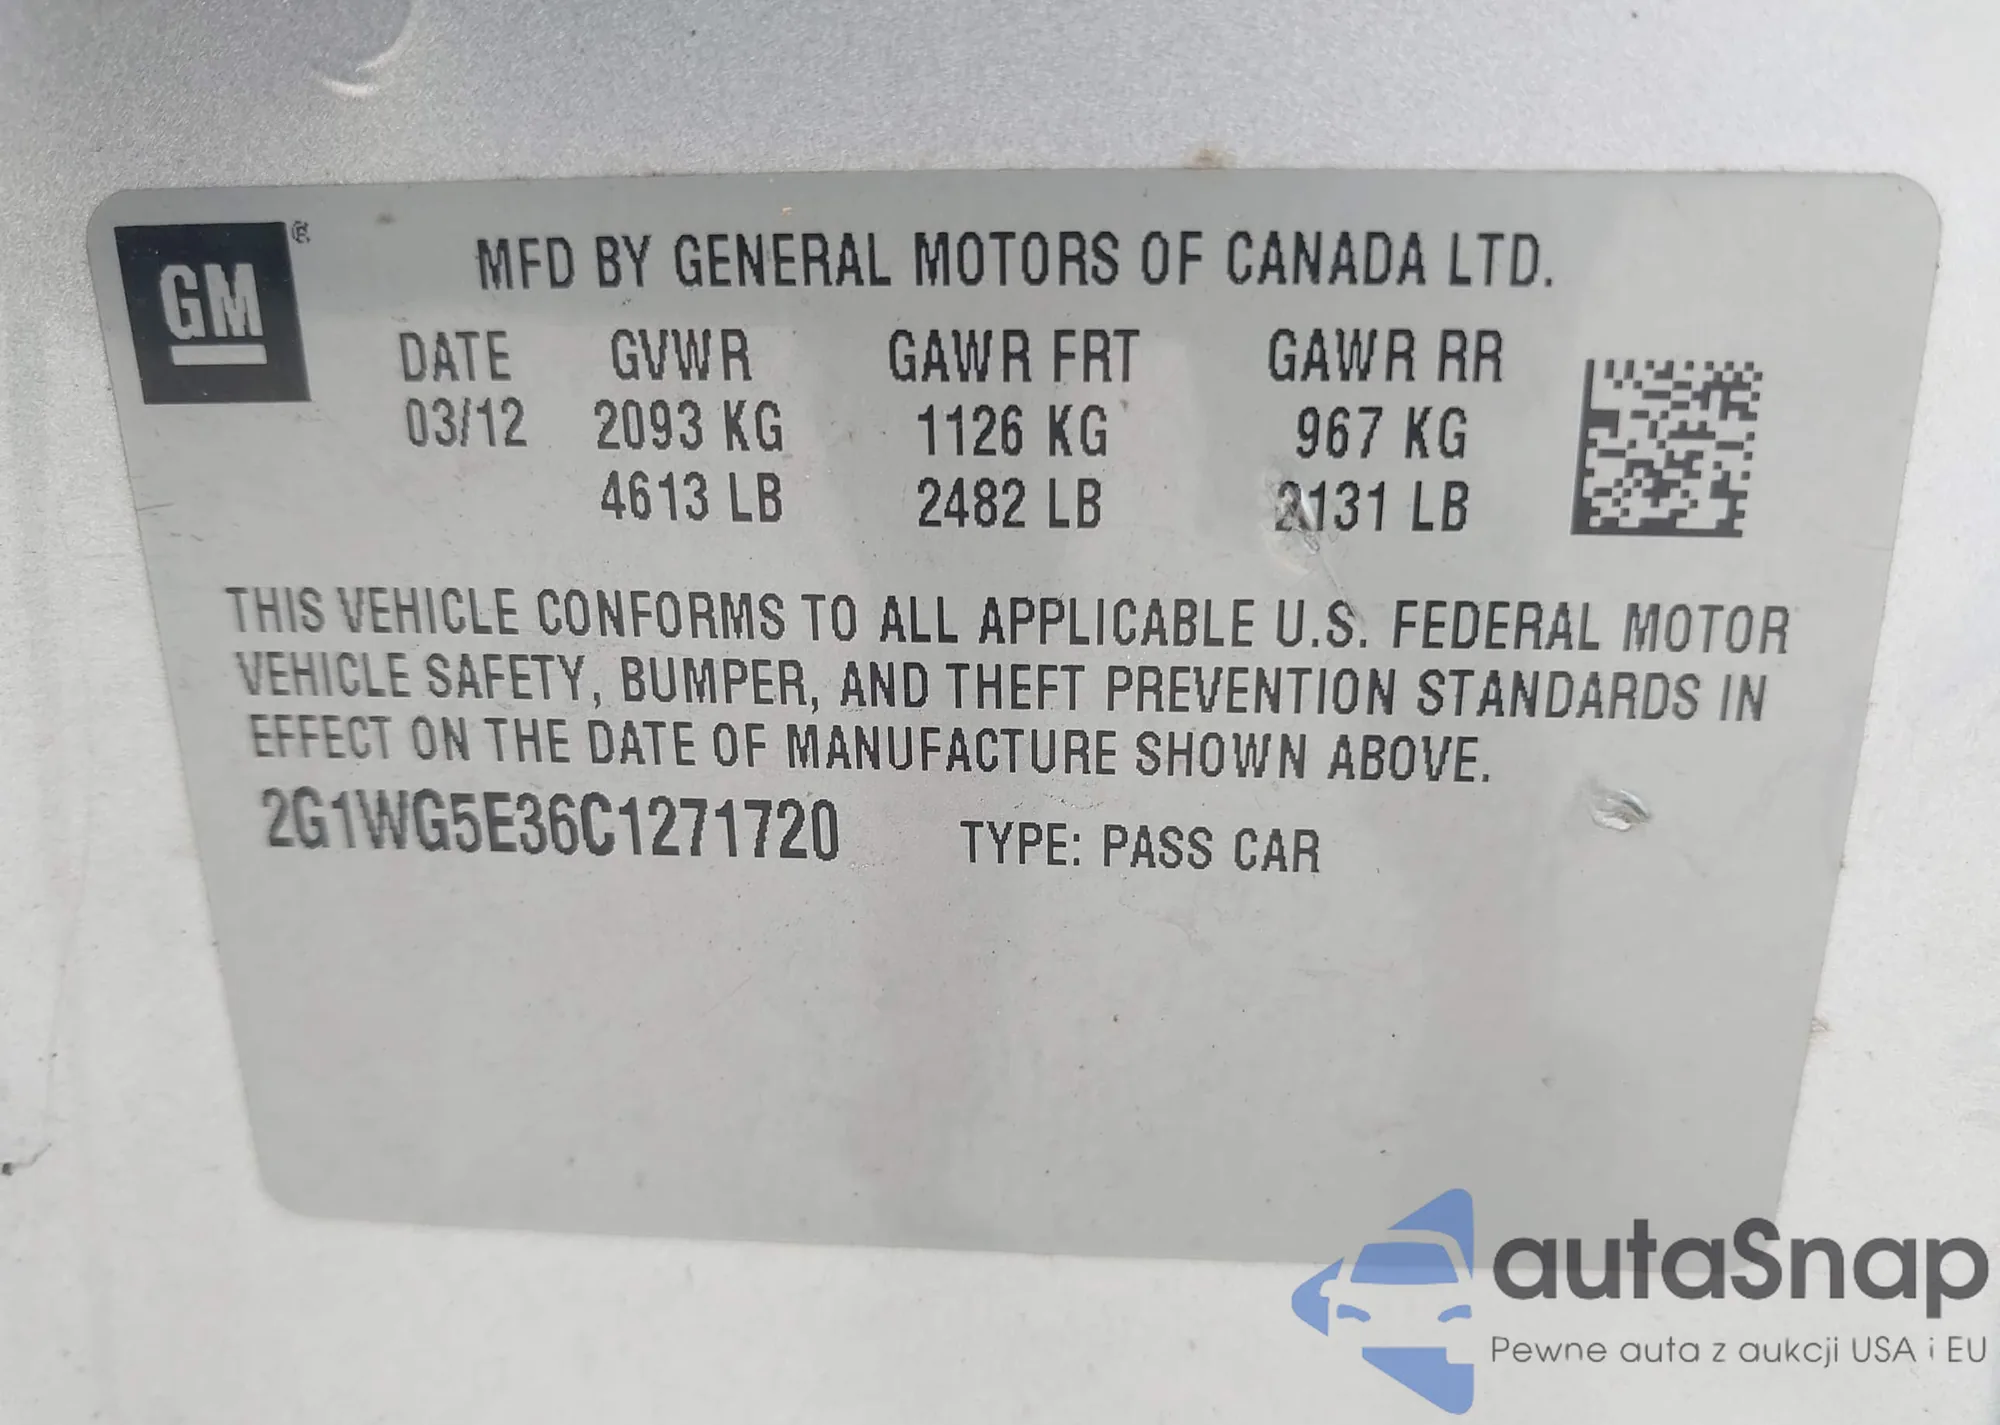 GM ®
MFD BY GENERAL MOTORS OF CANADA LTD.
DATE GVWR GAWR FRT GAWR RR
03/12 2093 KG 1126 KG 967 KG
4613 LB 2482 LB 2131 LB
THIS VEHICLE CONFORMS TO ALL APPLICABLE U.S. FEDERAL MOTOR
VEHICLE SAFETY, BUMPER, AND THEFT PREVENTION STANDARDS IN
EFFECT ON THE DATE OF MANUFACTURE SHOWN ABOVE.
2G1WG5E36C1271720 TYPE: PASS CAR
autaSnap
Pewne auta z aukcji USA i EU